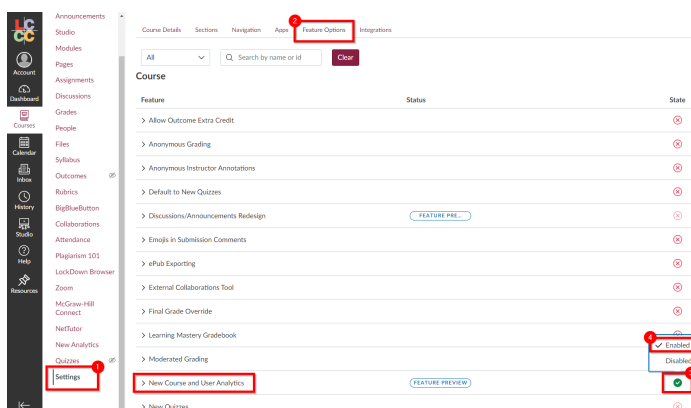 LC
CC
Account
Dashboard
Courses
Calendar
Inbox
History
Studio
Help
Resources
Announcements
Studio
Modules
Pages
Assignments
Discussions
Grades
People
Files
Syllabus
Outcomes
Rubrics
BigBlueButton
Collaborations
Attendance
Plagiarism 101
LockDown Browser
Zoom
McGraw-Hill
Connect
NetTutor
New Analytics
Quizzes
1
Settings
2
Course Details Sections Navigation Apps Feature Options Integrations
All Search by name or id Clear
Course
Feature Status State
Allow Outcome Extra Credit
Anonymous Grading
Anonymous Instructor Annotations
Default to New Quizzes
Discussions/Announcements Redesign FEATURE PRE...
Emojis in Submission Comments
ePub Exporting
External Collaborations Tool
Final Grade Override
Learning Mastery Gradebook
4
Enabled
Moderated Grading Disabled
New Course and User Analytics FEATURE PREVIEW
New Quizzes